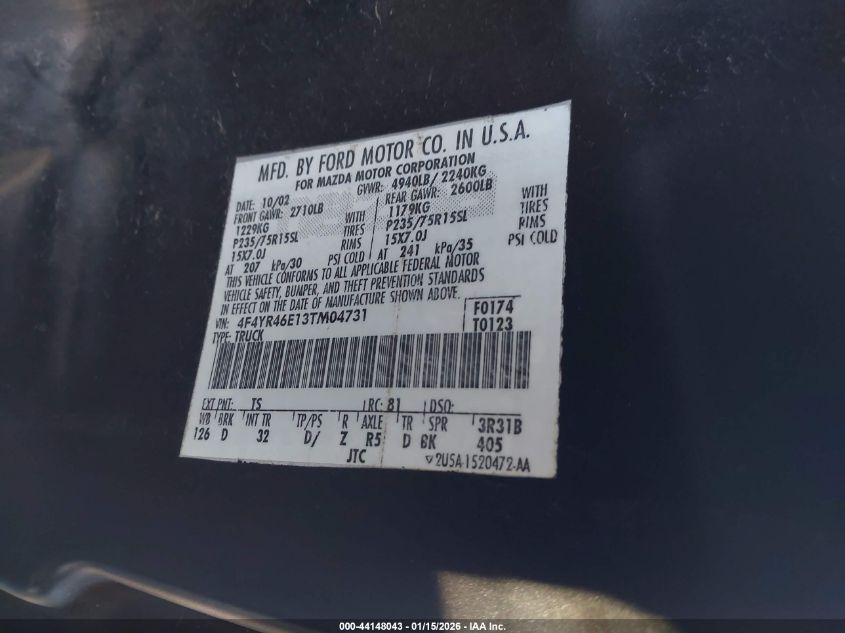 MFD. BY FORD MOTOR CO. IN U.S.A.
FOR MAZDA MOTOR CORPORATION
DATE: 10/02 GVWR: 4940LB/ 2240KG
FRONT GAWR: 2710LB REAR GAWR: 2600LB
1229KG WITH 1179KG WITH
P235/75R15SL TIRES P235/75R15SL TIRES
15X7.0J RIMS 15X7.0J RIMS
AT 207 kPa/30 PSI COLD AT 241 kPa/35 PSI COLD
THIS VEHICLE CONFORMS TO ALL APPLICABLE FEDERAL MOTOR
VEHICLE SAFETY, BUMPER, AND THEFT PREVENTION STANDARDS
IN EFFECT ON THE DATE OF MANUFACTURE SHOWN ABOVE.
VIN: 4F4YR46E13TM04731 F0174
TYPE: TRUCK T0123
EXT PNT: TS RC: 81 DSO:
WB BRK INT TR TP/PS R AXLE TR SPR 3R31B
126 D 32 D/ Z R5 D BK 405
JTC 2U5A-1520472-AA
000-44148043 - 01/15/2026 - IAA Inc.